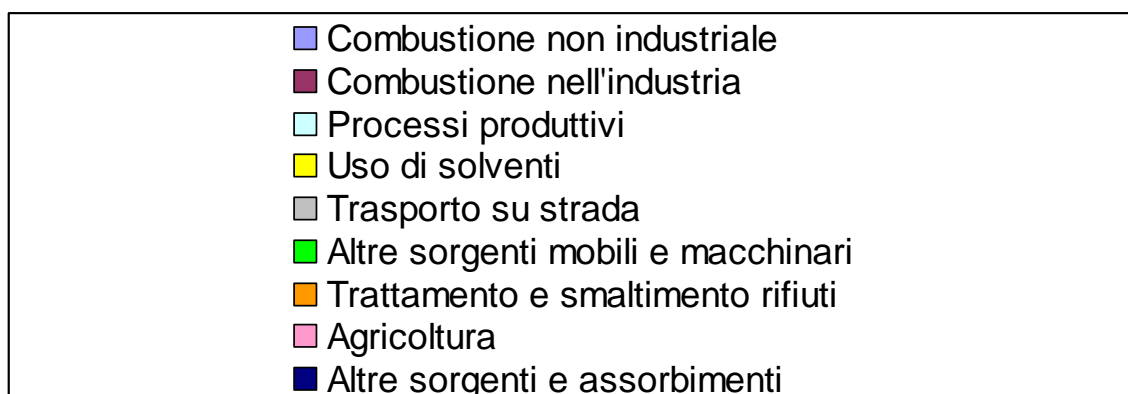 Combustione non industriale
Combustione nell'industria
Processi produttivi
Uso di solventi
Trasporto su strada
Altre sorgenti mobili e macchinari
Trattamento e smaltimento rifiuti
Agricoltura
Altre sorgenti e assorbimenti